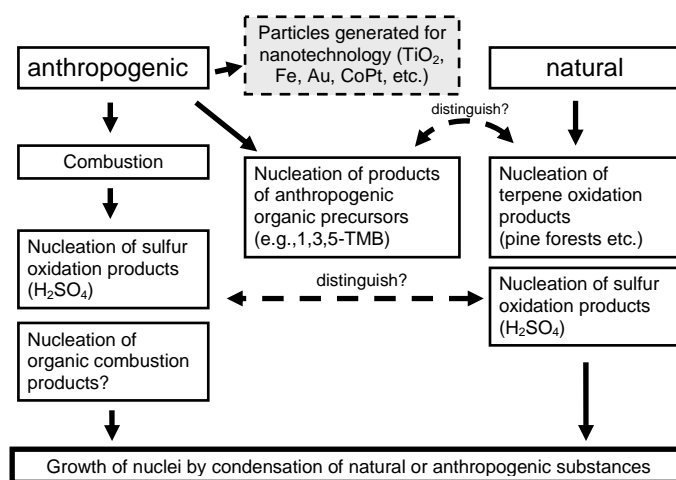 Particles generated for
nanotechnology (TiO₂,
Fe, Au, CoPt, etc.)
anthropogenic
natural
distinguish?
Combustion
Nucleation of products
of anthropogenic
organic precursors
(e.g.,1,3,5-TMB)
Nucleation of
terpene oxidation
products
(pine forests etc.)
Nucleation of sulfur
oxidation products
(H₂SO₄)
distinguish?
Nucleation of sulfur
oxidation products
(H₂SO₄)
Nucleation of
organic combustion
products?
Growth of nuclei by condensation of natural or anthropogenic substances